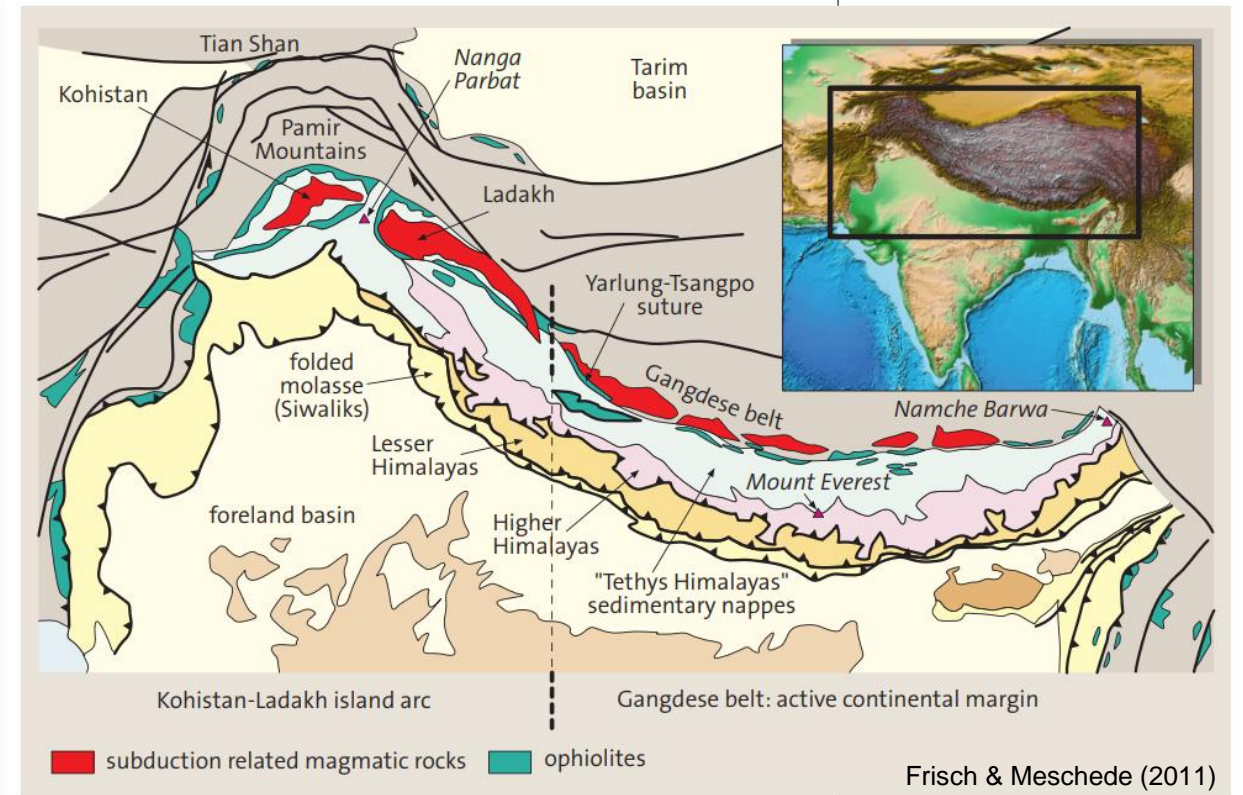 Tian Shan
Nanga
Parbat
Tarim
basin
Kohistan
Pamir
Mountains
Ladakh
Yarlung-Tsangpo
suture
folded
molasse
(Siwaliks)
Gangdese belt
Namche Barwa
Lesser
Himalayas
Mount Everest
foreland basin
Higher
Himalayas
"Tethys Himalayas"
sedimentary nappes
Kohistan-Ladakh island arc
Gangdese belt: active continental margin
subduction related magmatic rocks
ophiolites
Frisch & Meschede (2011)